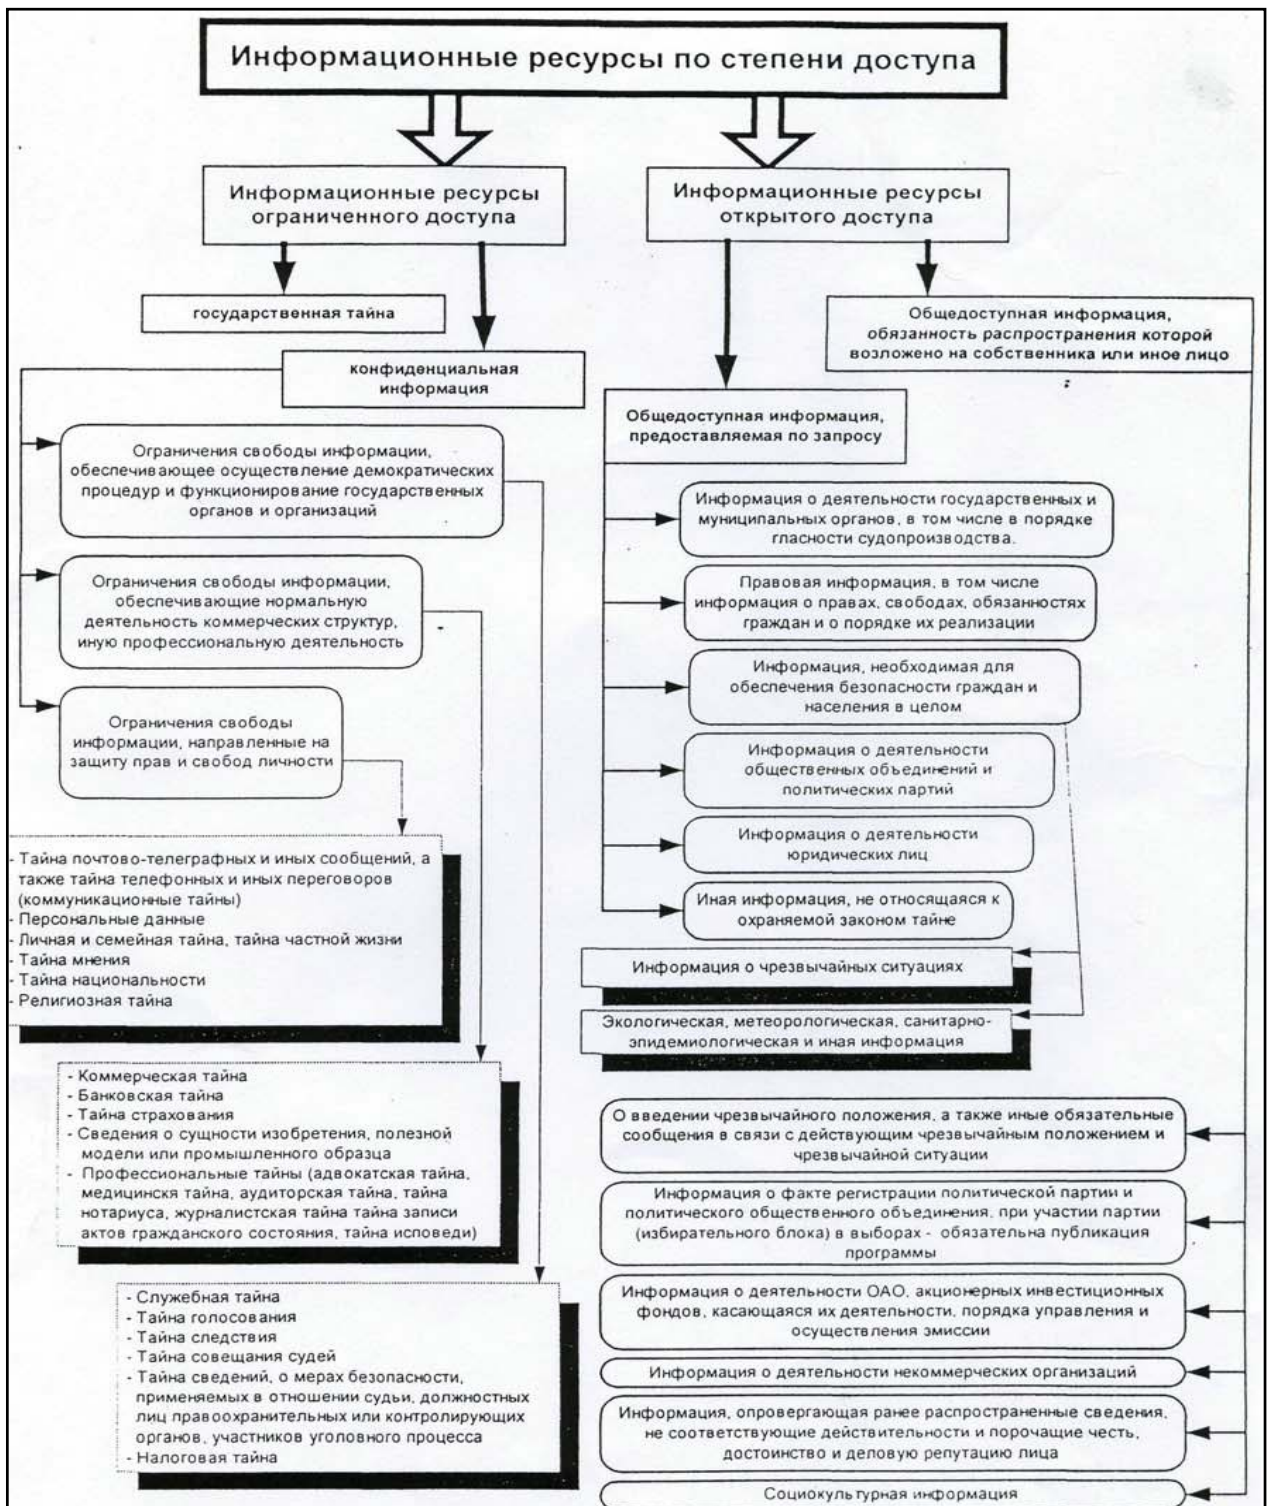 Информационные ресурсы по степени доступа
Информационные ресурсы
ограниченного доступа
Информационные ресурсы
открытого доступа
государственная тайна
Общедоступная информация,
обязанность распространения которой
возложено на собственника или иное лицо
конфиденциальная
информация
Общедоступная информация,
предоставляемая по запросу
Ограничения свободы информации,
обеспечивающее осуществление демократических
процедур и функционирование государственных
органов и организаций
Ограничения свободы информации,
обеспечивающие нормальную
деятельность коммерческих структур,
иную профессиональную деятельность
Ограничения свободы
информации, направленные на
защиту прав и свобод личности
- Тайна почтово-телеграфных и иных сообщений, а
также тайна телефонных и иных переговоров
(коммуникационные тайны)
- Персональные данные
- Личная и семейная тайна, тайна частной жизни
- Тайна мнения
- Тайна национальности
- Религиозная тайна
- Коммерческая тайна
- Банковская тайна
- Тайна страхования
- Сведения о сущности изобретения, полезной
модели или промышленного образца
- Профессиональные тайны (адвокатская тайна,
медицинскя тайна, аудиторская тайна, тайна
нотариуса, журналистская тайна тайна записи
актов гражданского состояния, тайна исповеди)
- Служебная тайна
- Тайна голосования
- Тайна следствия
- Тайна совещания судей
- Тайна сведений, о мерах безопасности,
применяемых в отношении судьи, должностных
лиц правоохранительных или контролирующих
органов, участников уголовного процесса
- Налоговая тайна
Информация о деятельности государственных и
муниципальных органов, в том числе в порядке
гласности судопроизводства.
Правовая информация, в том числе
информация о правах, свободах, обязанностях
граждан и о порядке их реализации
Информация, необходимая для
обеспечения безопасности граждан и
населения в целом
Информация о деятельности
общественных объединений и
политических партий
Информация о деятельности
юридических лиц
Иная информация, не относящаяся к
охраняемой законом тайне
Информация о чрезвычайных ситуациях
Экологическая, метеорологическая, санитарно-
эпидемиологическая и иная информация
О введении чрезвычайного положения, а также иные обязательные
сообщения в связи с действующим чрезвычайным положением и
чрезвычайной ситуации
Информация о факте регистрации политической партии и
политического общественного объединения, при участии партии
(избирательного блока) в выборах - обязательна публикация
программы
Информация о деятельности ОАО, акционерных инвестиционных
фондов, касающаяся их деятельности, порядка управления и
осуществления эмиссии
Информация о деятельности некоммерческих организаций
Информация, опровергающая ранее распространенные сведения,
не соответствующие действительности и порочащие честь,
достоинство и деловую репутацию лица
Социокультурная информация